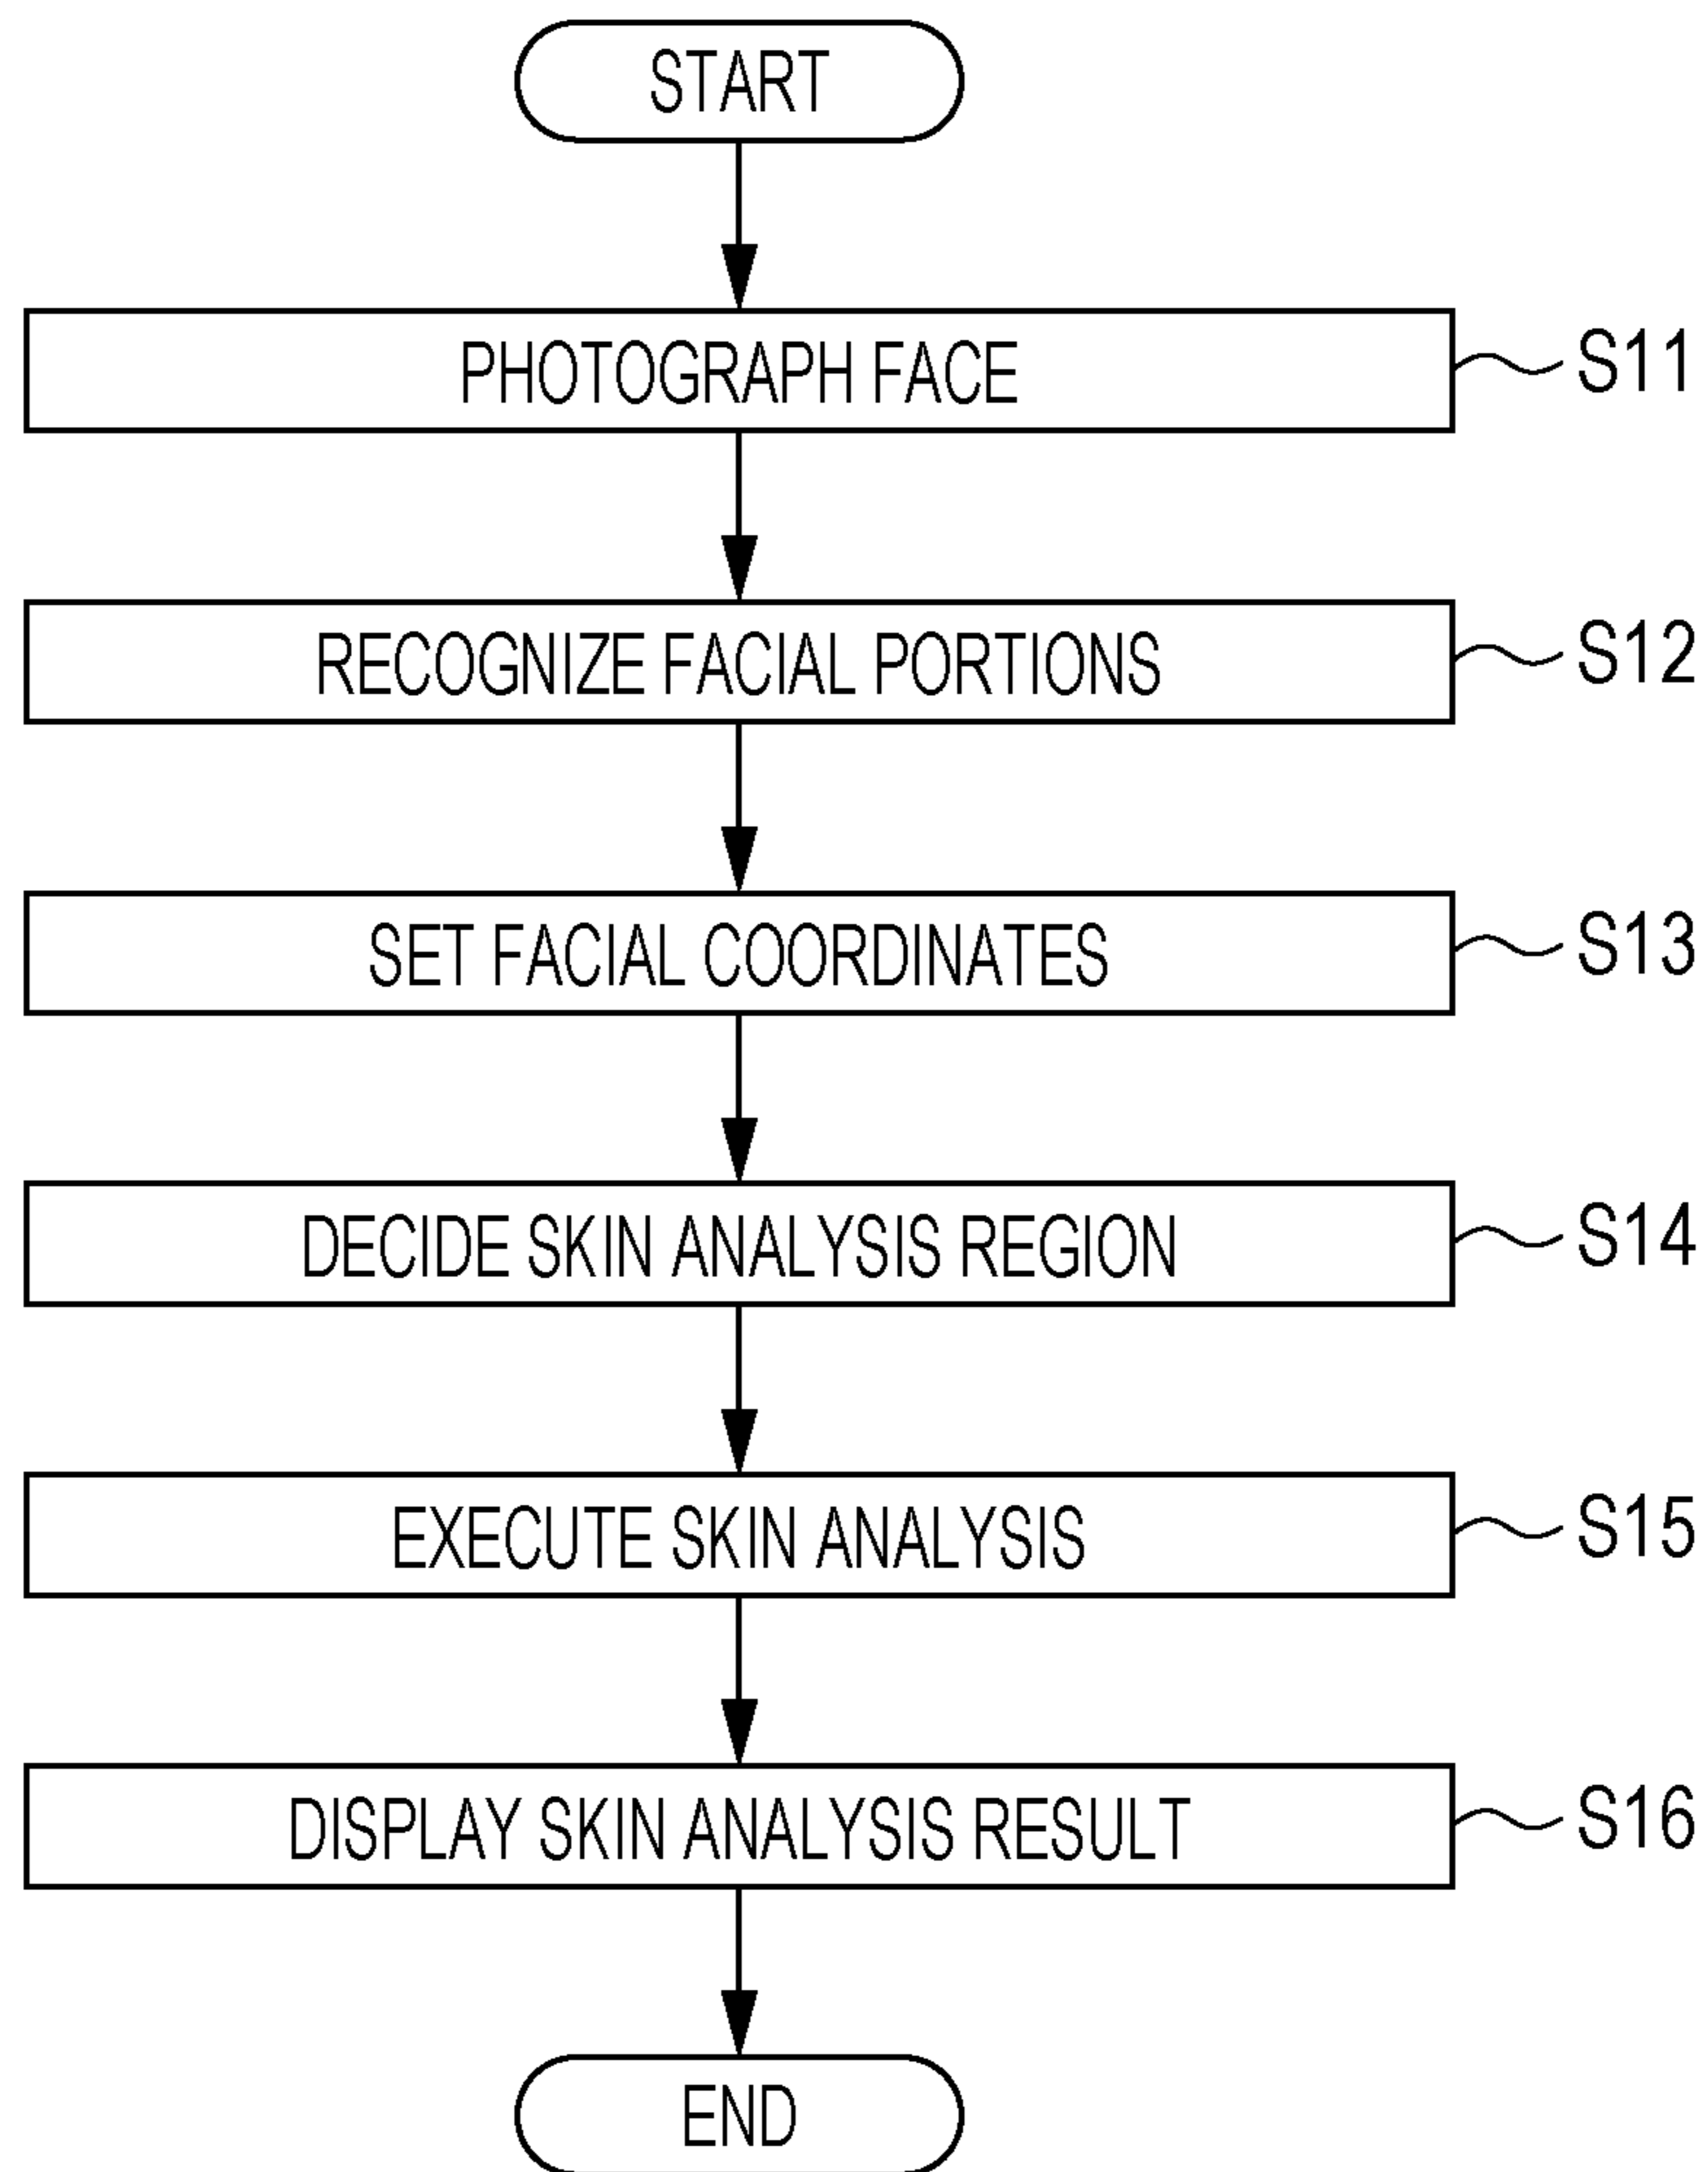 START
PHOTOGRAPH FACE S11
RECOGNIZE FACIAL PORTIONS S12
SET FACIAL COORDINATES S13
DECIDE SKIN ANALYSIS REGION S14
EXECUTE SKIN ANALYSIS S15
DISPLAY SKIN ANALYSIS RESULT S16
END